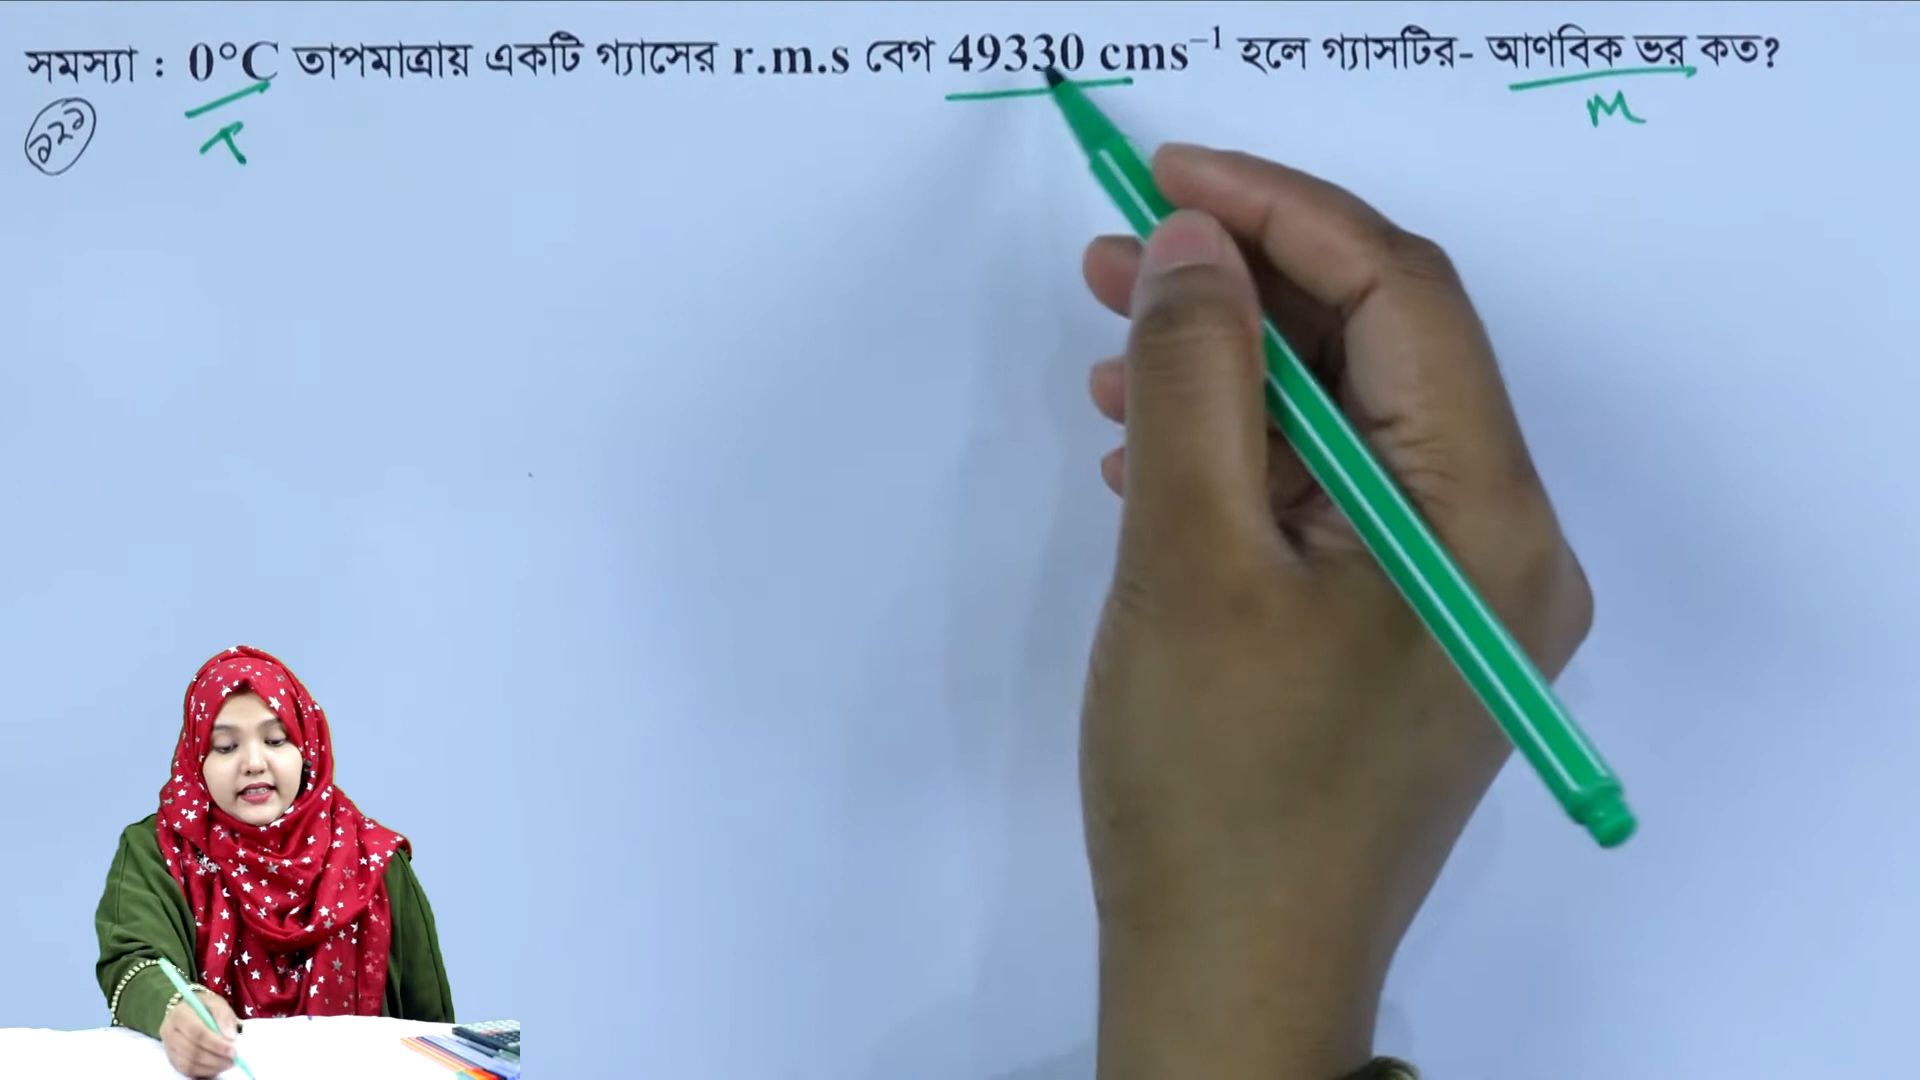 সমস্যা : 0°C তাপমাত্রায় একটি গ্যাসের r.m.s বেগ 49330 cms⁻¹ হলে গ্যাসটির- আণবিক ভর কত?
T
M